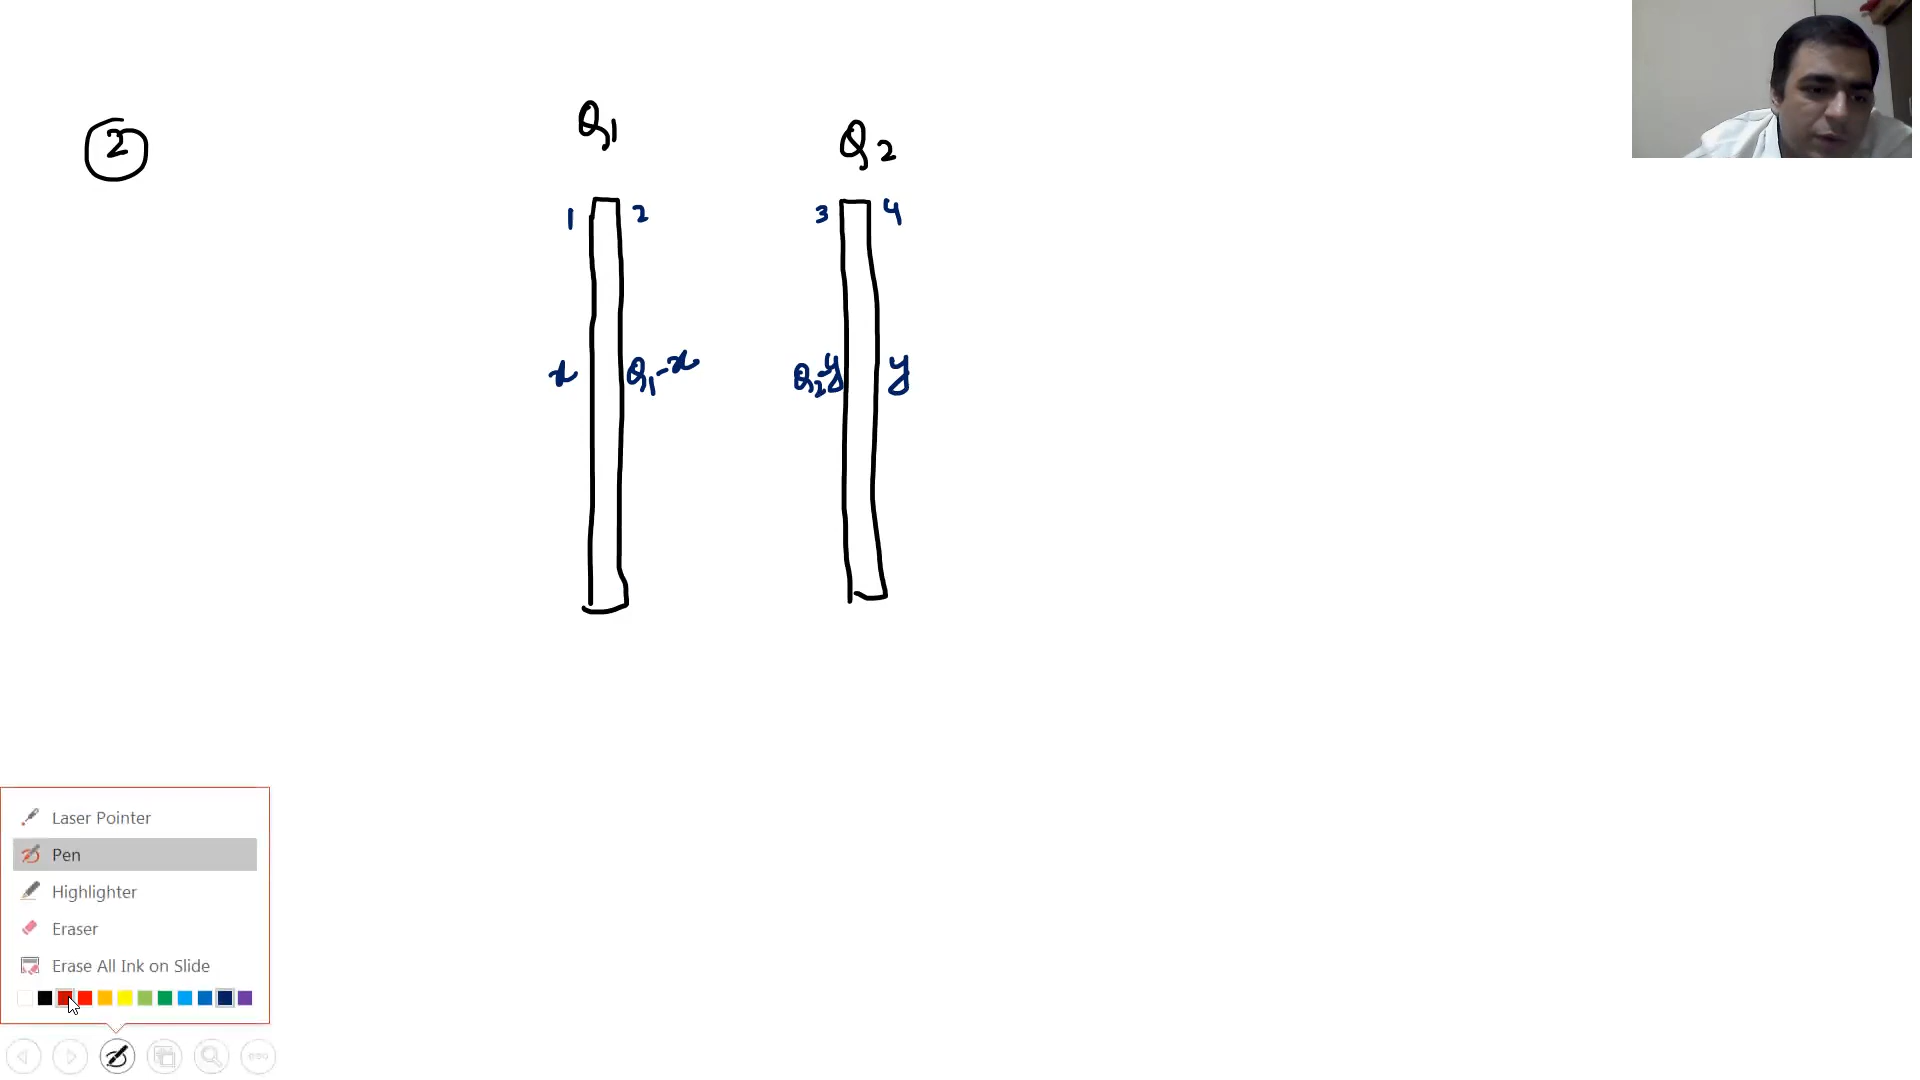 2
Q1
Q2
1 2 3 4
x Q1-x Q2-y y
Laser Pointer
Pen
Highlighter
Eraser
Erase All Ink on Slide